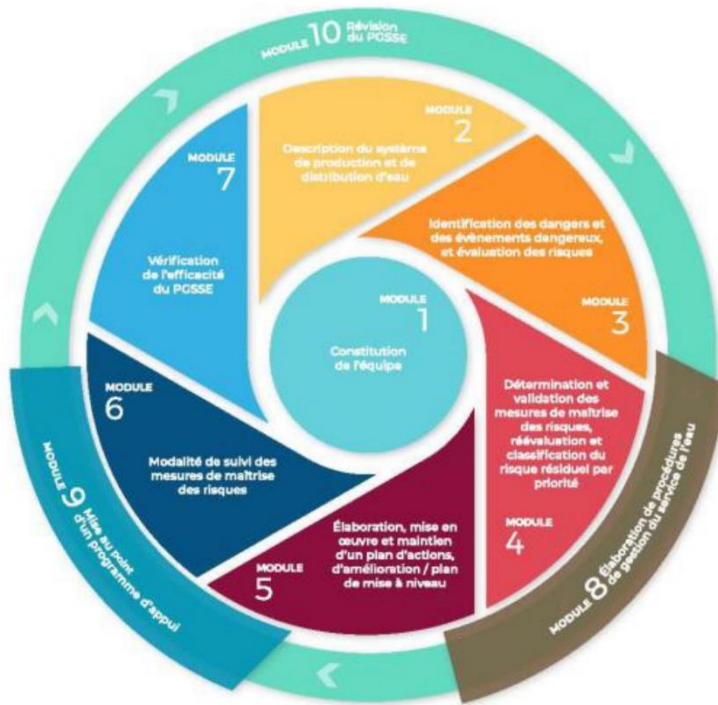 MODULE 10 Révision
du PGSSE
MODULE
2
Description du système
de production et de
distribution d'eau
MODULE
7
Vérification
de l'efficacité
du PGSSE
Identification des dangers et
des évènements dangereux,
et évaluation des risques
MODULE
3
MODULE
1
Constitution
de l'équipe
Détermination et
validation des
mesures de maîtrise
des risques,
réévaluation et
classification du
risque résiduel par
priorité
MODULE
4
MODULE
6
Modalité de suivi des
mesures de maîtrise
des risques
Élaboration, mise en
œuvre et maintien
d'un plan d'actions,
d'amélioration / plan
de mise à niveau
MODULE
5
MODULE 8 Élaboration de procédures
de gestion du service de l'eau
MODULE 9 Mise au point
d'un programme d'appui